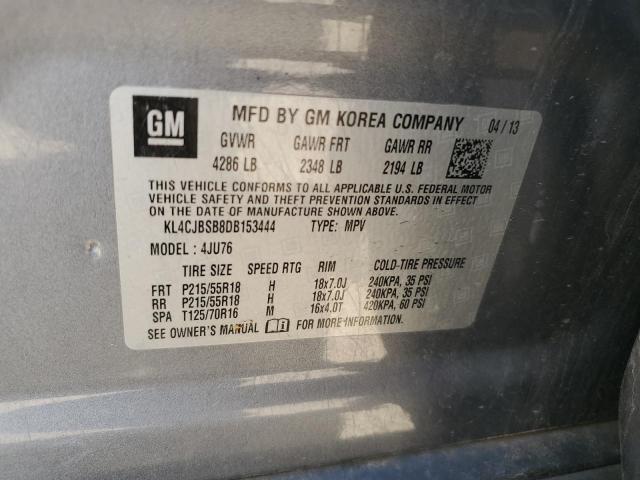 GM
MFD BY GM KOREA COMPANY 04/13
GVWR GAWR FRT GAWR RR
4286 LB 2348 LB 2194 LB
THIS VEHICLE CONFORMS TO ALL APPLICABLE U.S. FEDERAL MOTOR
VEHICLE SAFETY AND THEFT PREVENTION STANDARDS IN EFFECT ON
THE DATE OF MANUFACTURE SHOWN ABOVE.
KL4CJBSB8DB153444 TYPE: MPV
MODEL: 4JU76
TIRE SIZE SPEED RTG RIM COLD-TIRE PRESSURE
FRT P215/55R18 H 18x7.0J 240KPA, 35 PSI
RR P215/55R18 H 18x7.0J 240KPA, 35 PSI
SPA T125/70R16 M 16x4.0T 420KPA, 60 PSI
SEE OWNER'S MANUAL FOR MORE INFORMATION.